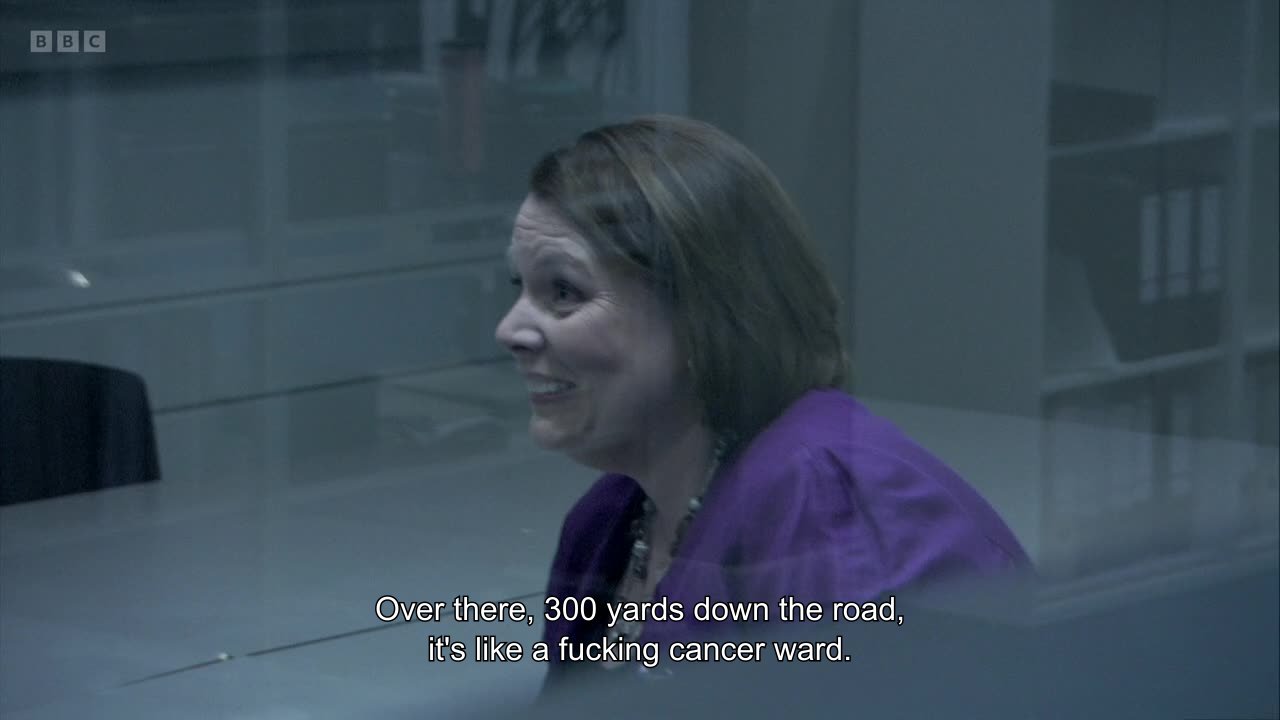 BBC
Over there, 300 yards down the road,
it's like a fucking cancer ward.